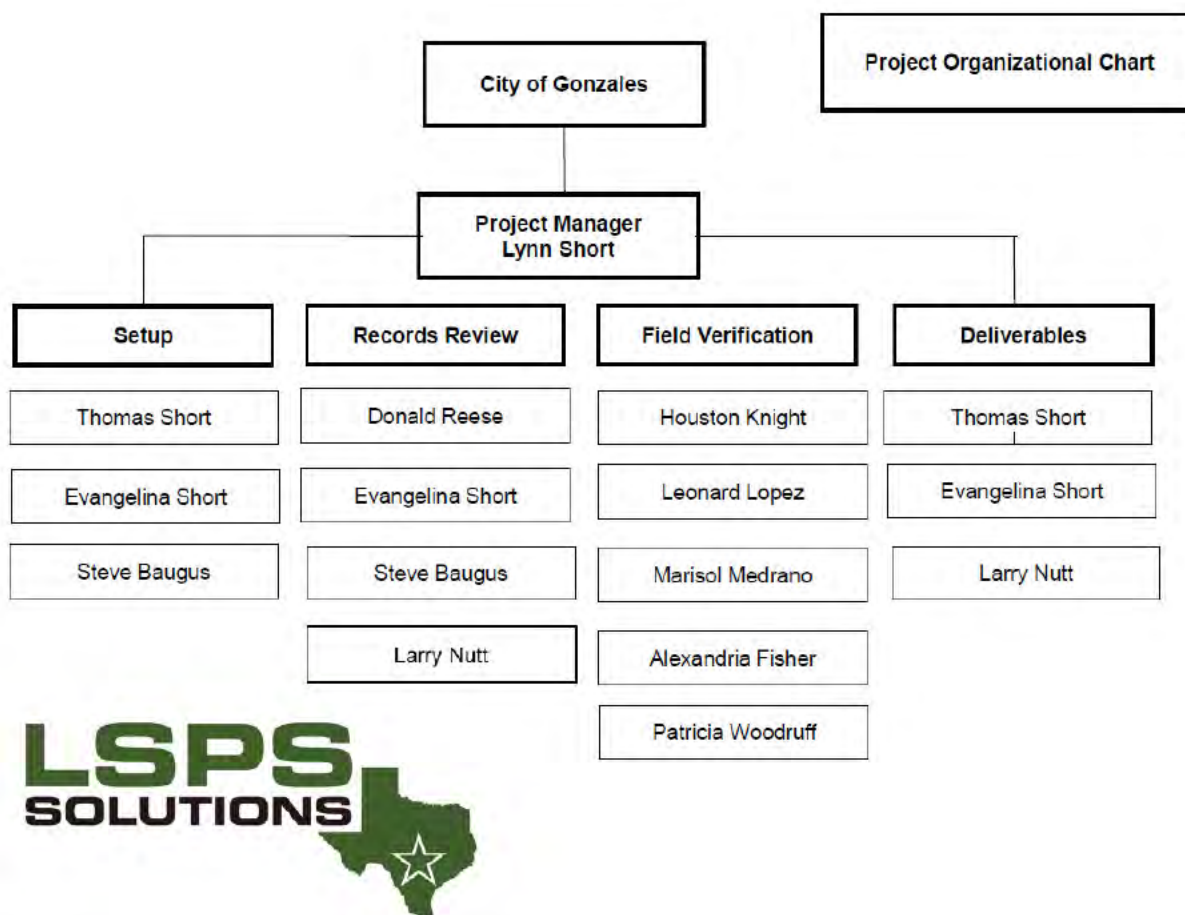 City of Gonzales
Project Organizational Chart
Project Manager
Lynn Short
Setup
Records Review
Field Verification
Deliverables
Thomas Short
Donald Reese
Houston Knight
Thomas Short
Evangelina Short
Evangelina Short
Leonard Lopez
Evangelina Short
Steve Baugus
Steve Baugus
Marisol Medrano
Larry Nutt
Larry Nutt
Alexandria Fisher
Patricia Woodruff
LSPS
SOLUTIONS